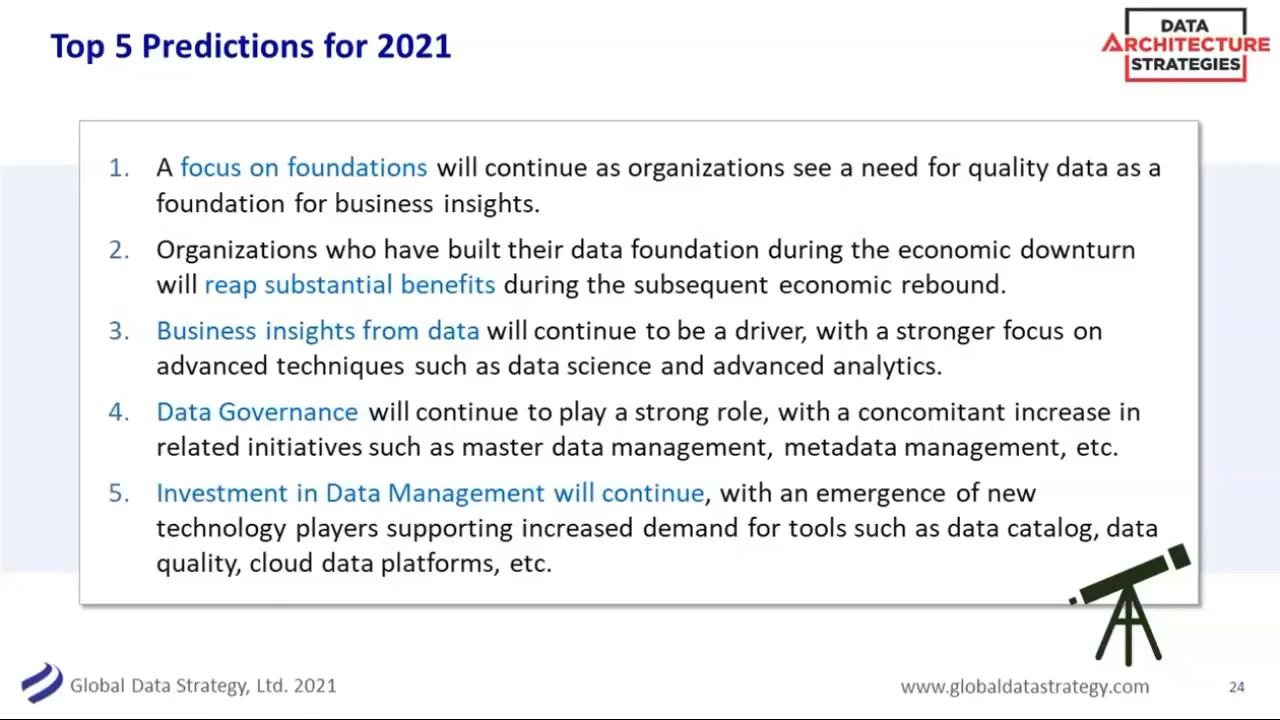 Top 5 Predictions for 2021
DATA
ARCHITECTURE
STRATEGIES
1. A focus on foundations will continue as organizations see a need for quality data as a
foundation for business insights.
2. Organizations who have built their data foundation during the economic downturn
will reap substantial benefits during the subsequent economic rebound.
3. Business insights from data will continue to be a driver, with a stronger focus on
advanced techniques such as data science and advanced analytics.
4. Data Governance will continue to play a strong role, with a concomitant increase in
related initiatives such as master data management, metadata management, etc.
5. Investment in Data Management will continue, with an emergence of new
technology players supporting increased demand for tools such as data catalog, data
quality, cloud data platforms, etc.
Global Data Strategy, Ltd. 2021
www.globaldatastrategy.com
24